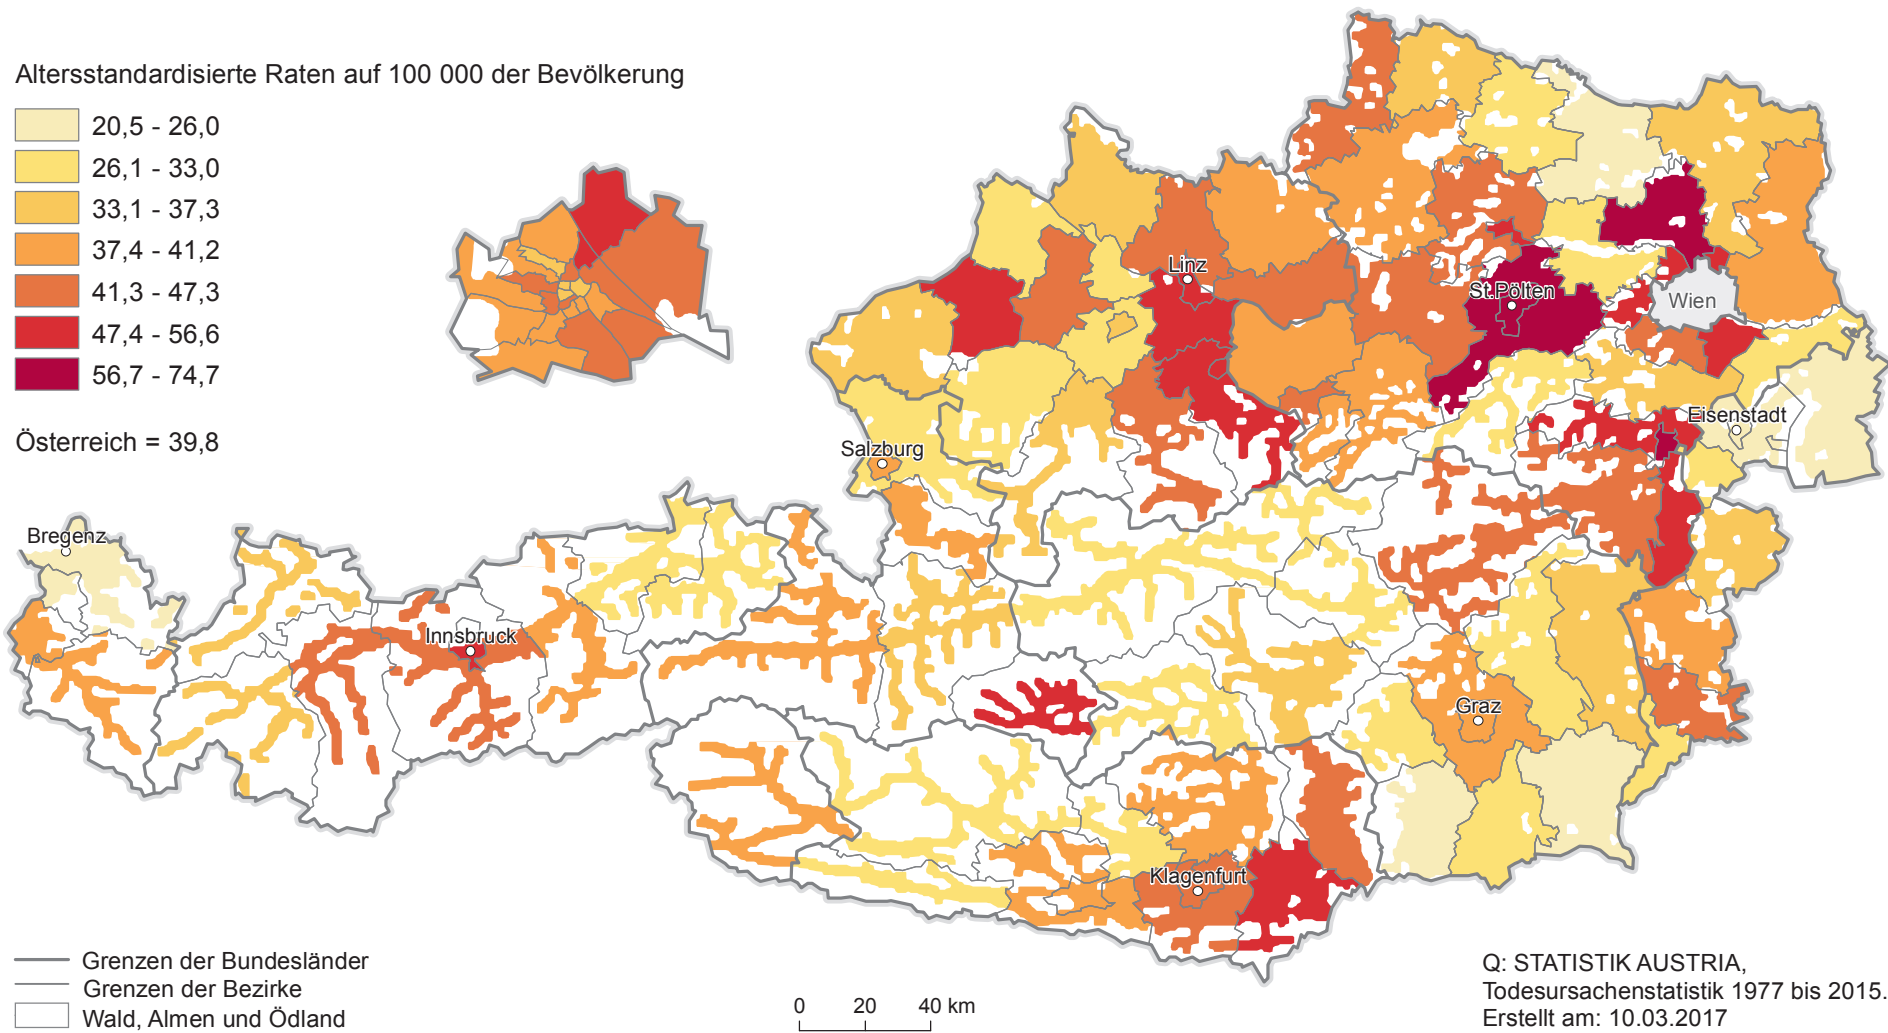 Altersstandardisierte Raten auf 100 000 der Bevölkerung
20,5 - 26,0
26,1 - 33,0
33,1 - 37,3
37,4 - 41,2
41,3 - 47,3
47,4 - 56,6
56,7 - 74,7
Österreich = 39,8
Linz
St.Pölten
Wien
Eisenstadt
Salzburg
Bregenz
Innsbruck
Graz
Klagenfurt
Grenzen der Bundesländer
Grenzen der Bezirke
Wald, Almen und Ödland
0 20 40 km
Q: STATISTIK AUSTRIA,
Todesursachenstatistik 1977 bis 2015.
Erstellt am: 10.03.2017